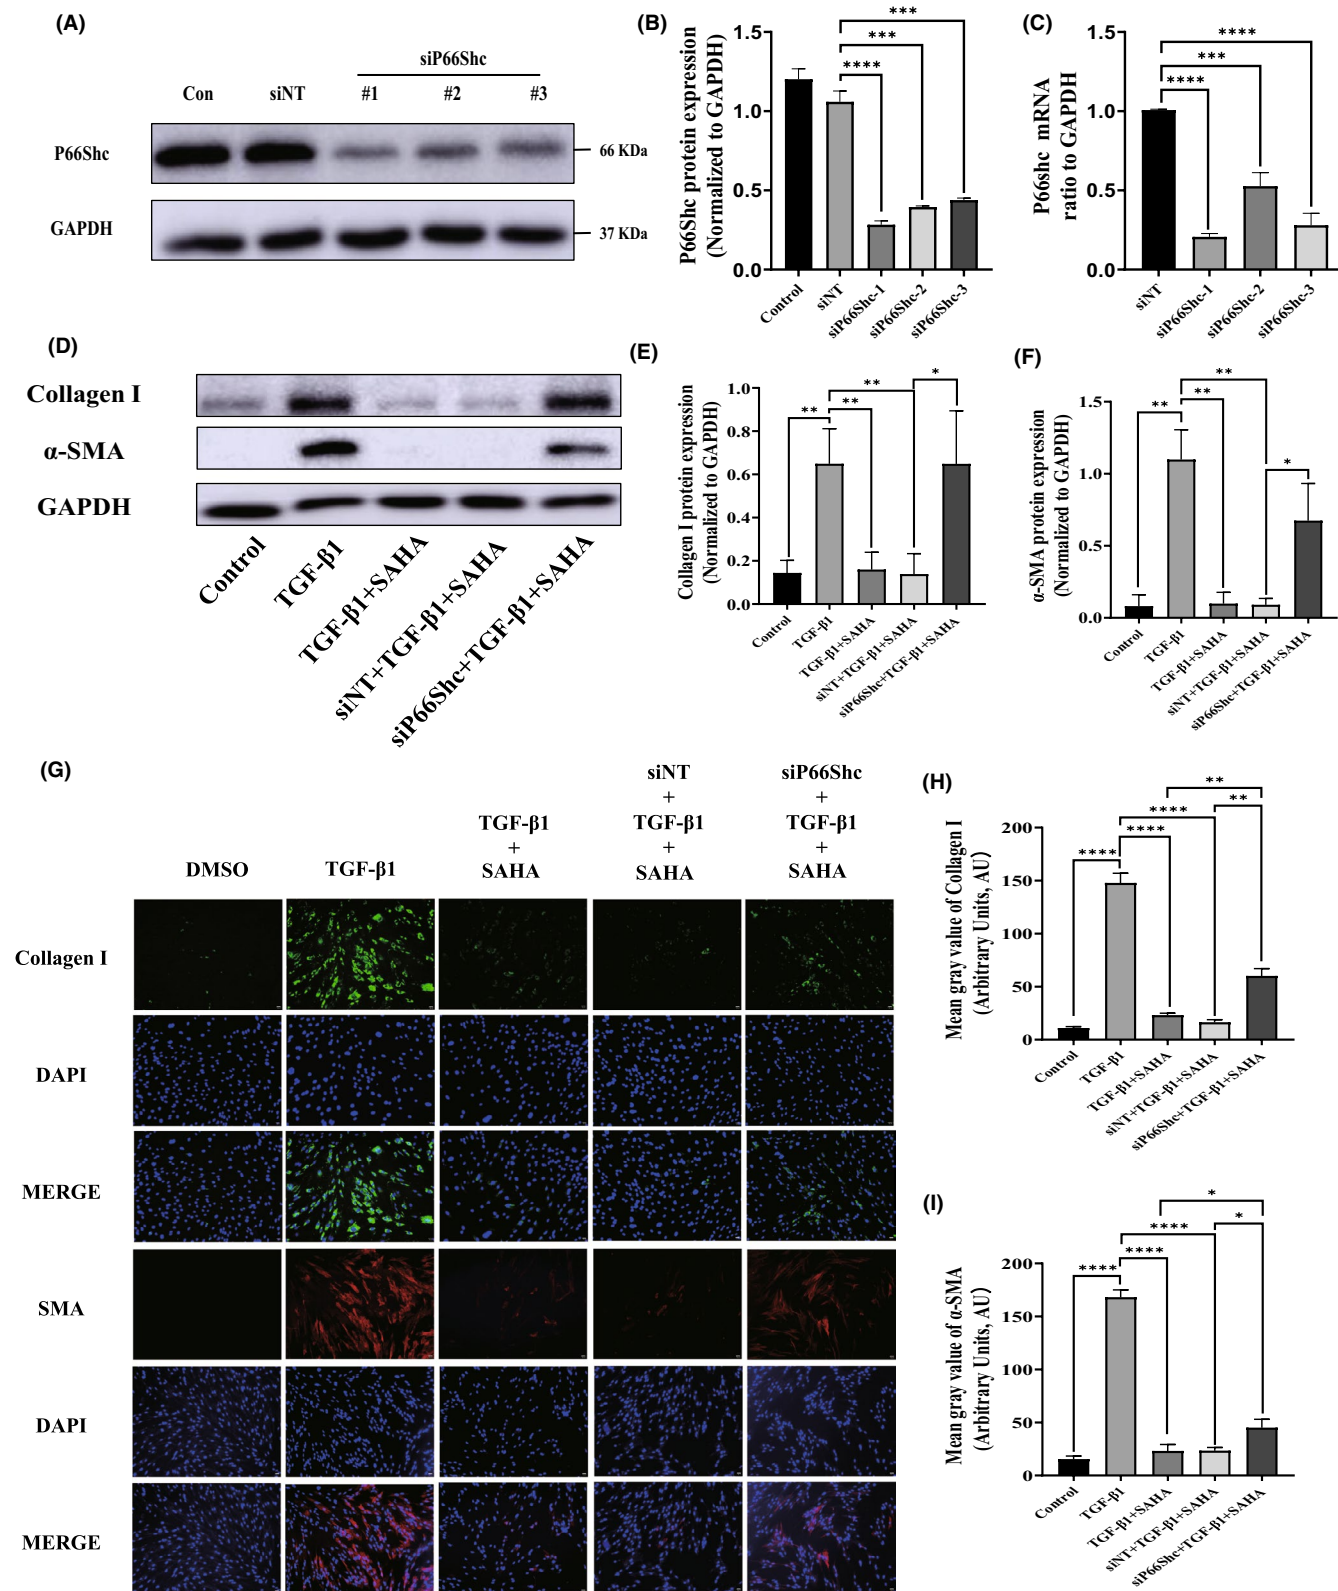 (A)
siP66Shc
Con siNT #1 #2 #3
P66Shc
66 KDa
GAPDH
37 KDa
(B)
P66Shc protein expression
(Normalized to GAPDH)
1.5
1.0
0.5
0.0
***
***
****
Control
siNT
siP66Shc-1
siP66Shc-2
siP66Shc-3
(C)
P66shc mRNA
ratio to GAPDH
1.5
1.0
0.5
0.0
****
***
****
siNT
siP66Shc-1
siP66Shc-2
siP66Shc-3
(D)
Collagen I
α-SMA
GAPDH
Control
TGF-β1
TGF-β1+SAHA
siNT+TGF-β1+SAHA
siP66Shc+TGF-β1+SAHA
(E)
Collagen I protein expression
(Normalized to GAPDH)
1.0
0.8
0.6
0.4
0.2
0.0
**
**
**
*
Control
TGF-β1
TGF-β1+SAHA
siNT+TGF-β1+SAHA
siP66Shc+TGF-β1+SAHA
(F)
α-SMA protein expression
(Normalized to GAPDH)
1.5
1.0
0.5
0.0
**
**
**
*
Control
TGF-β1
TGF-β1+SAHA
siNT+TGF-β1+SAHA
siP66Shc+TGF-β1+SAHA
(G)
DMSO
TGF-β1
TGF-β1
+
SAHA
siNT
+
TGF-β1
+
SAHA
siP66Shc
+
TGF-β1
+
SAHA
Collagen I
DAPI
MERGE
SMA
DAPI
MERGE
(H)
Mean gray value of Collagen I
(Arbitrary Units, AU)
200
150
100
50
0
**
**
****
****
****
Control
TGF-β1
TGF-β1+SAHA
siNT+TGF-β1+SAHA
siP66Shc+TGF-β1+SAHA
(I)
Mean gray value of α-SMA
(Arbitrary Units, AU)
200
150
100
50
0
*
*
****
****
****
Control
TGF-β1
TGF-β1+SAHA
siNT+TGF-β1+SAHA
siP66Shc+TGF-β1+SAHA